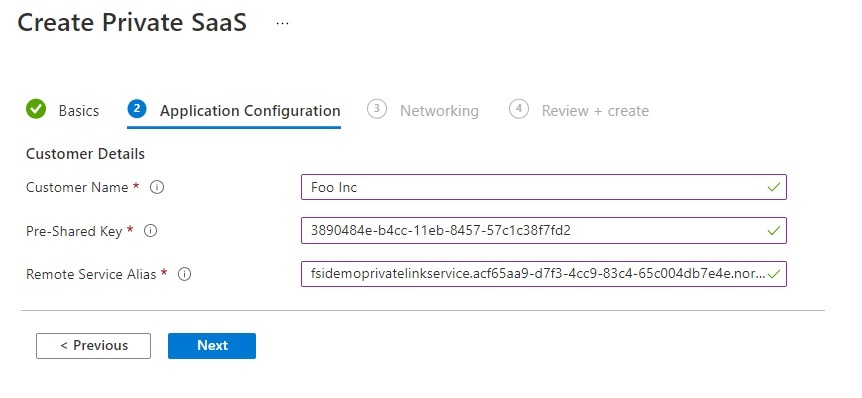 Create Private SaaS ...
Basics 2 Application Configuration 3 Networking 4 Review + create
Customer Details
Customer Name * Foo Inc
Pre-Shared Key * 3890484e-b4cc-11eb-8457-57c1c38f7fd2
Remote Service Alias * fsidemoprivatelinkservice.acf65aa9-d7f3-4cc9-83c4-65c004db7e4e.nor...
< Previous Next